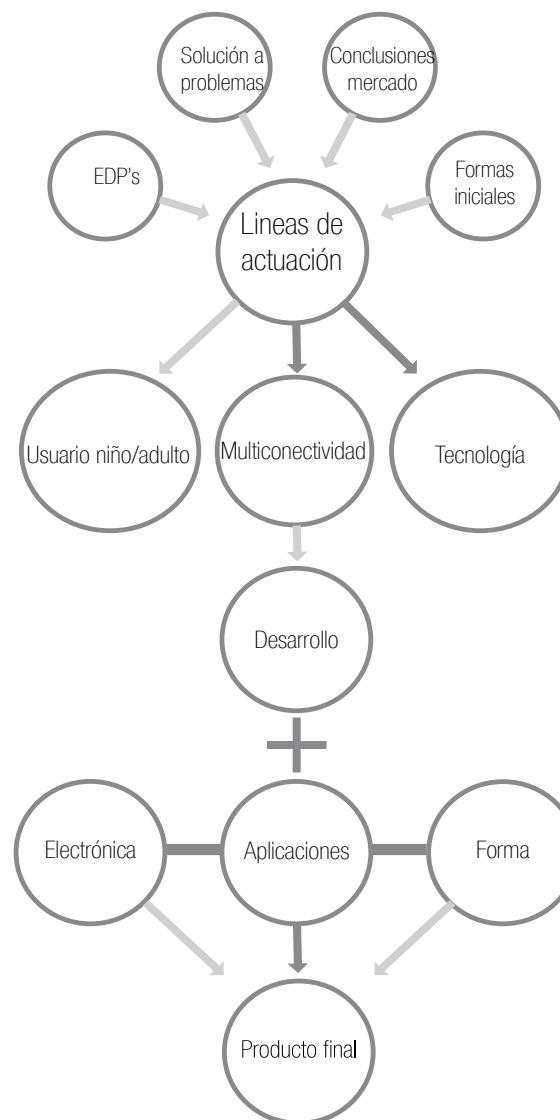 Solución a
problemas
Conclusiones
mercado
EDP's
Formas
iniciales
Lineas de
actuación
Usuario niño/adulto
Multiconectividad
Tecnología
Desarrollo
Electrónica
Aplicaciones
Forma
Producto final